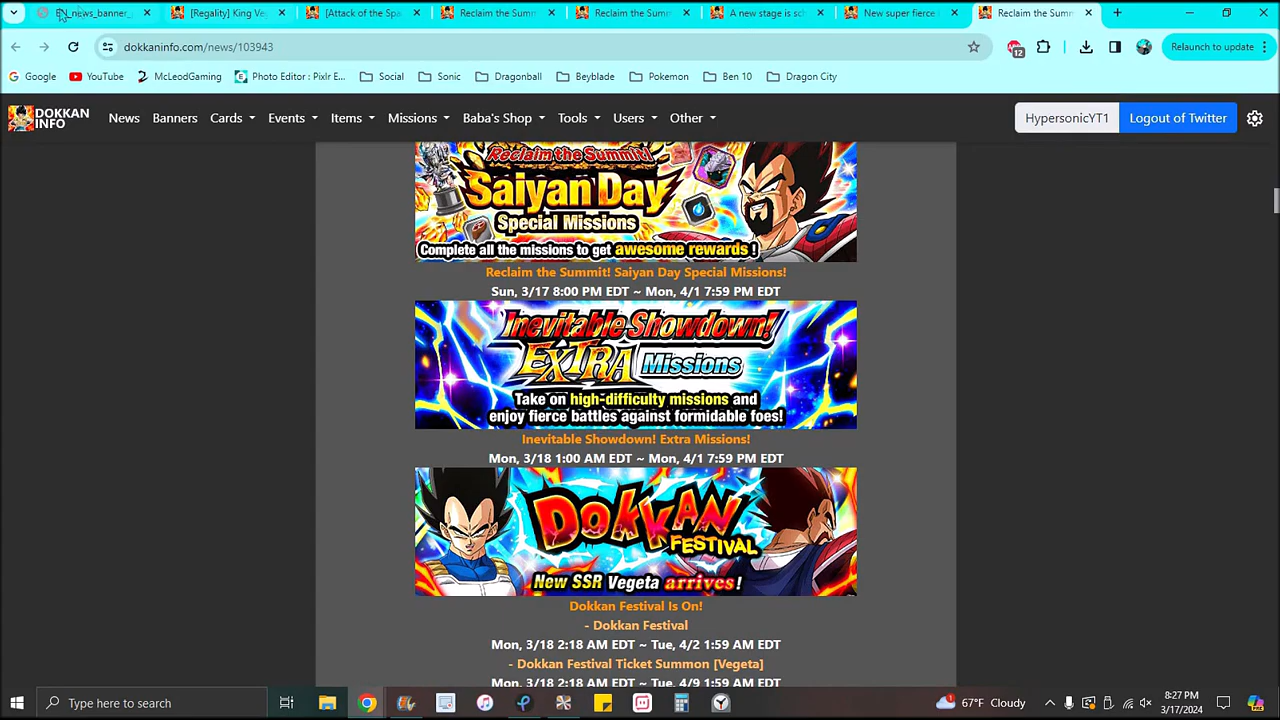 EN_news_banner_
[Regality] King Ve
[Attack of the Spa
Reclaim the Summ
Reclaim the Summ
A new stage is sch
New super fierce
Reclaim the Summ
dokkaninfo.com/news/103943
12
Relaunch to update
Google
YouTube
McLeodGaming
Photo Editor : Pixlr E...
Social
Sonic
Dragonball
Beyblade
Pokemon
Ben 10
Dragon City
DOKKAN
INFO
News
Banners
Cards
Events
Items
Missions
Baba's Shop
Tools
Users
Other
HypersonicYT1
Logout of Twitter
Reclaim the Summit!
Saiyan Day
Special Missions
Complete all the missions to get awesome rewards !
Reclaim the Summit! Saiyan Day Special Missions!
Sun, 3/17 8:00 PM EDT ~ Mon, 4/1 7:59 PM EDT
Inevitable Showdown!
EXTRA Missions
Take on high-difficulty missions and
enjoy fierce battles against formidable foes!
Inevitable Showdown! Extra Missions!
Mon, 3/18 1:00 AM EDT ~ Mon, 4/1 7:59 PM EDT
DOKKAN
FESTIVAL
New SSR Vegeta arrives !
Dokkan Festival Is On!
- Dokkan Festival
Mon, 3/18 2:18 AM EDT ~ Tue, 4/2 1:59 AM EDT
- Dokkan Festival Ticket Summon [Vegeta]
Mon, 3/18 2:18 AM EDT ~ Tue, 4/9 1:59 AM EDT
Type here to search
1
67°F Cloudy
8:27 PM
3/17/2024